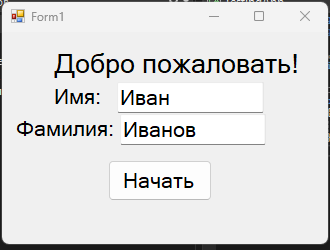 Form1
Добро пожаловать!
Имя: Иван
Фамилия: Иванов
Начать